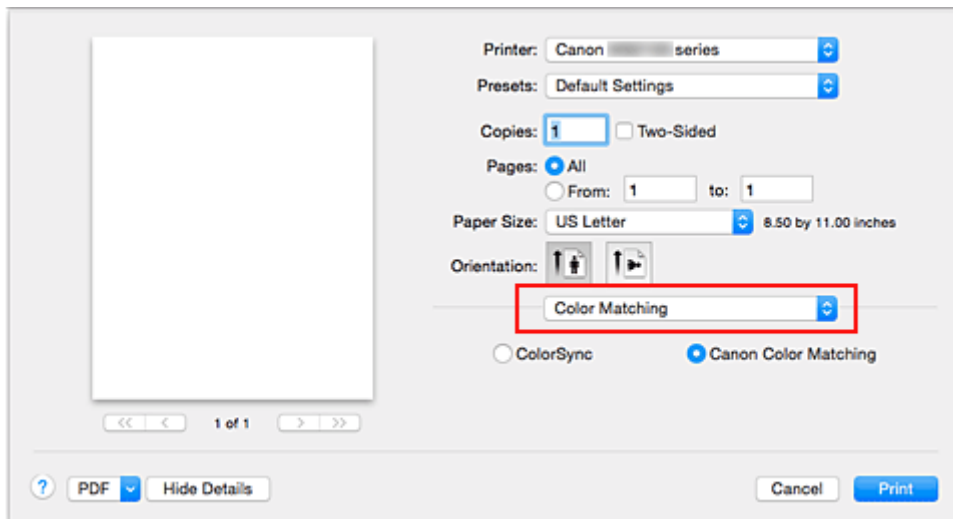 Printer: Canon series
Presets: Default Settings
Copies: 1 Two-Sided
Pages: All
From: 1 to: 1
Paper Size: US Letter 8.50 by 11.00 inches
Orientation:
Color Matching
ColorSync Canon Color Matching
1 of 1
? PDF Hide Details Cancel Print